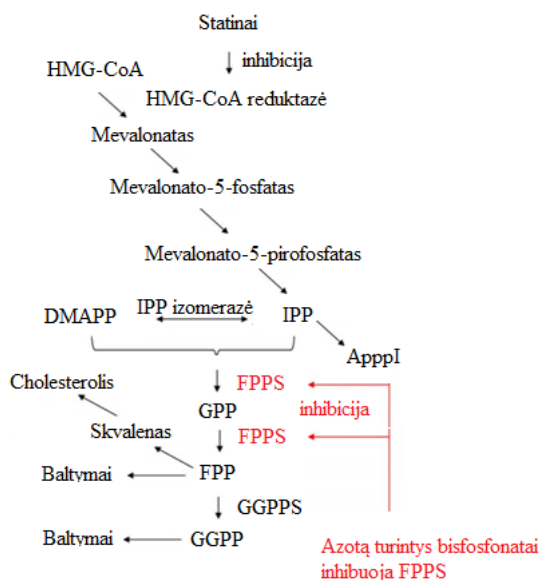 Statinai
inhibicija
HMG-CoA
HMG-CoA reduktazė
Mevalonatas
Mevalonato-5-fosfatas
Mevalonato-5-pirofosfatas
DMAPP
IPP izomerazė
IPP
ApppI
Cholesterolis
FPPS
GPP
inhibicija
Skvalenas
FPPS
Baltymai
FPP
GGPPS
Baltymai
GGPP
Azotą turintys bisfosfonatai
inhibuoja FPPS